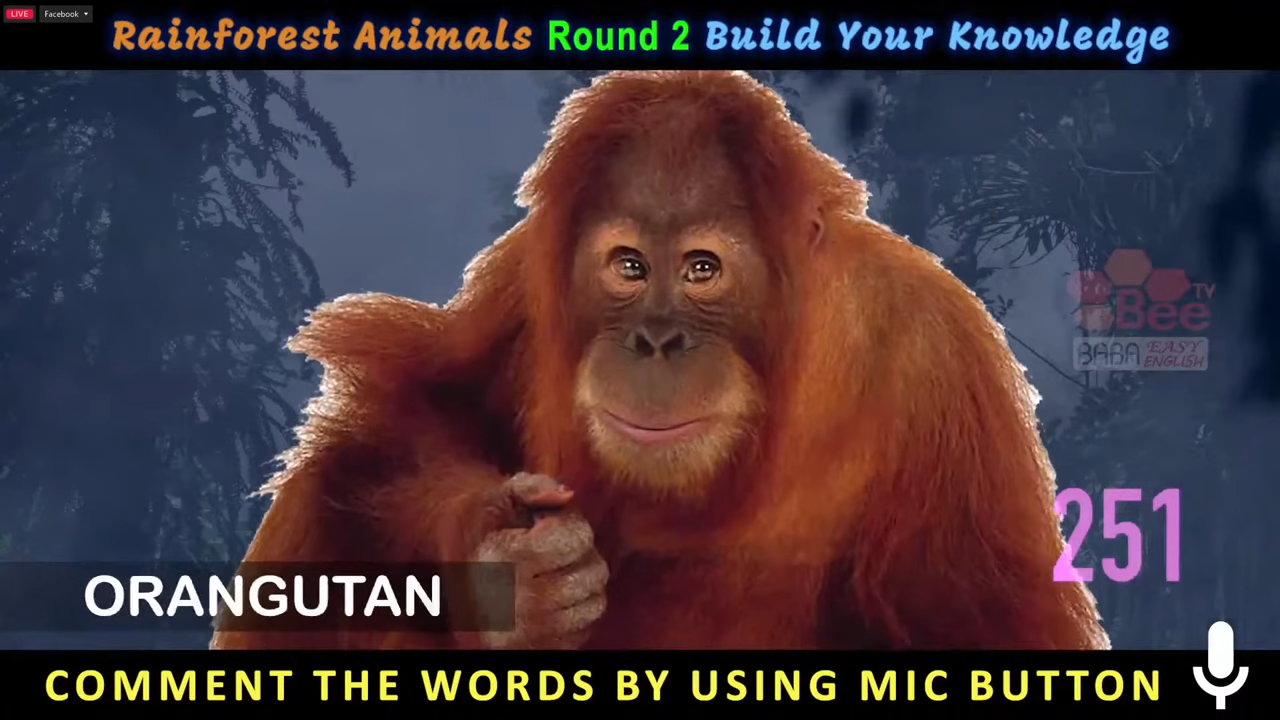 LIVE
Facebook
Rainforest Animals Round 2 Build Your Knowledge
Bee TV
BABA EASY ENGLISH
251
ORANGUTAN
COMMENT THE WORDS BY USING MIC BUTTON